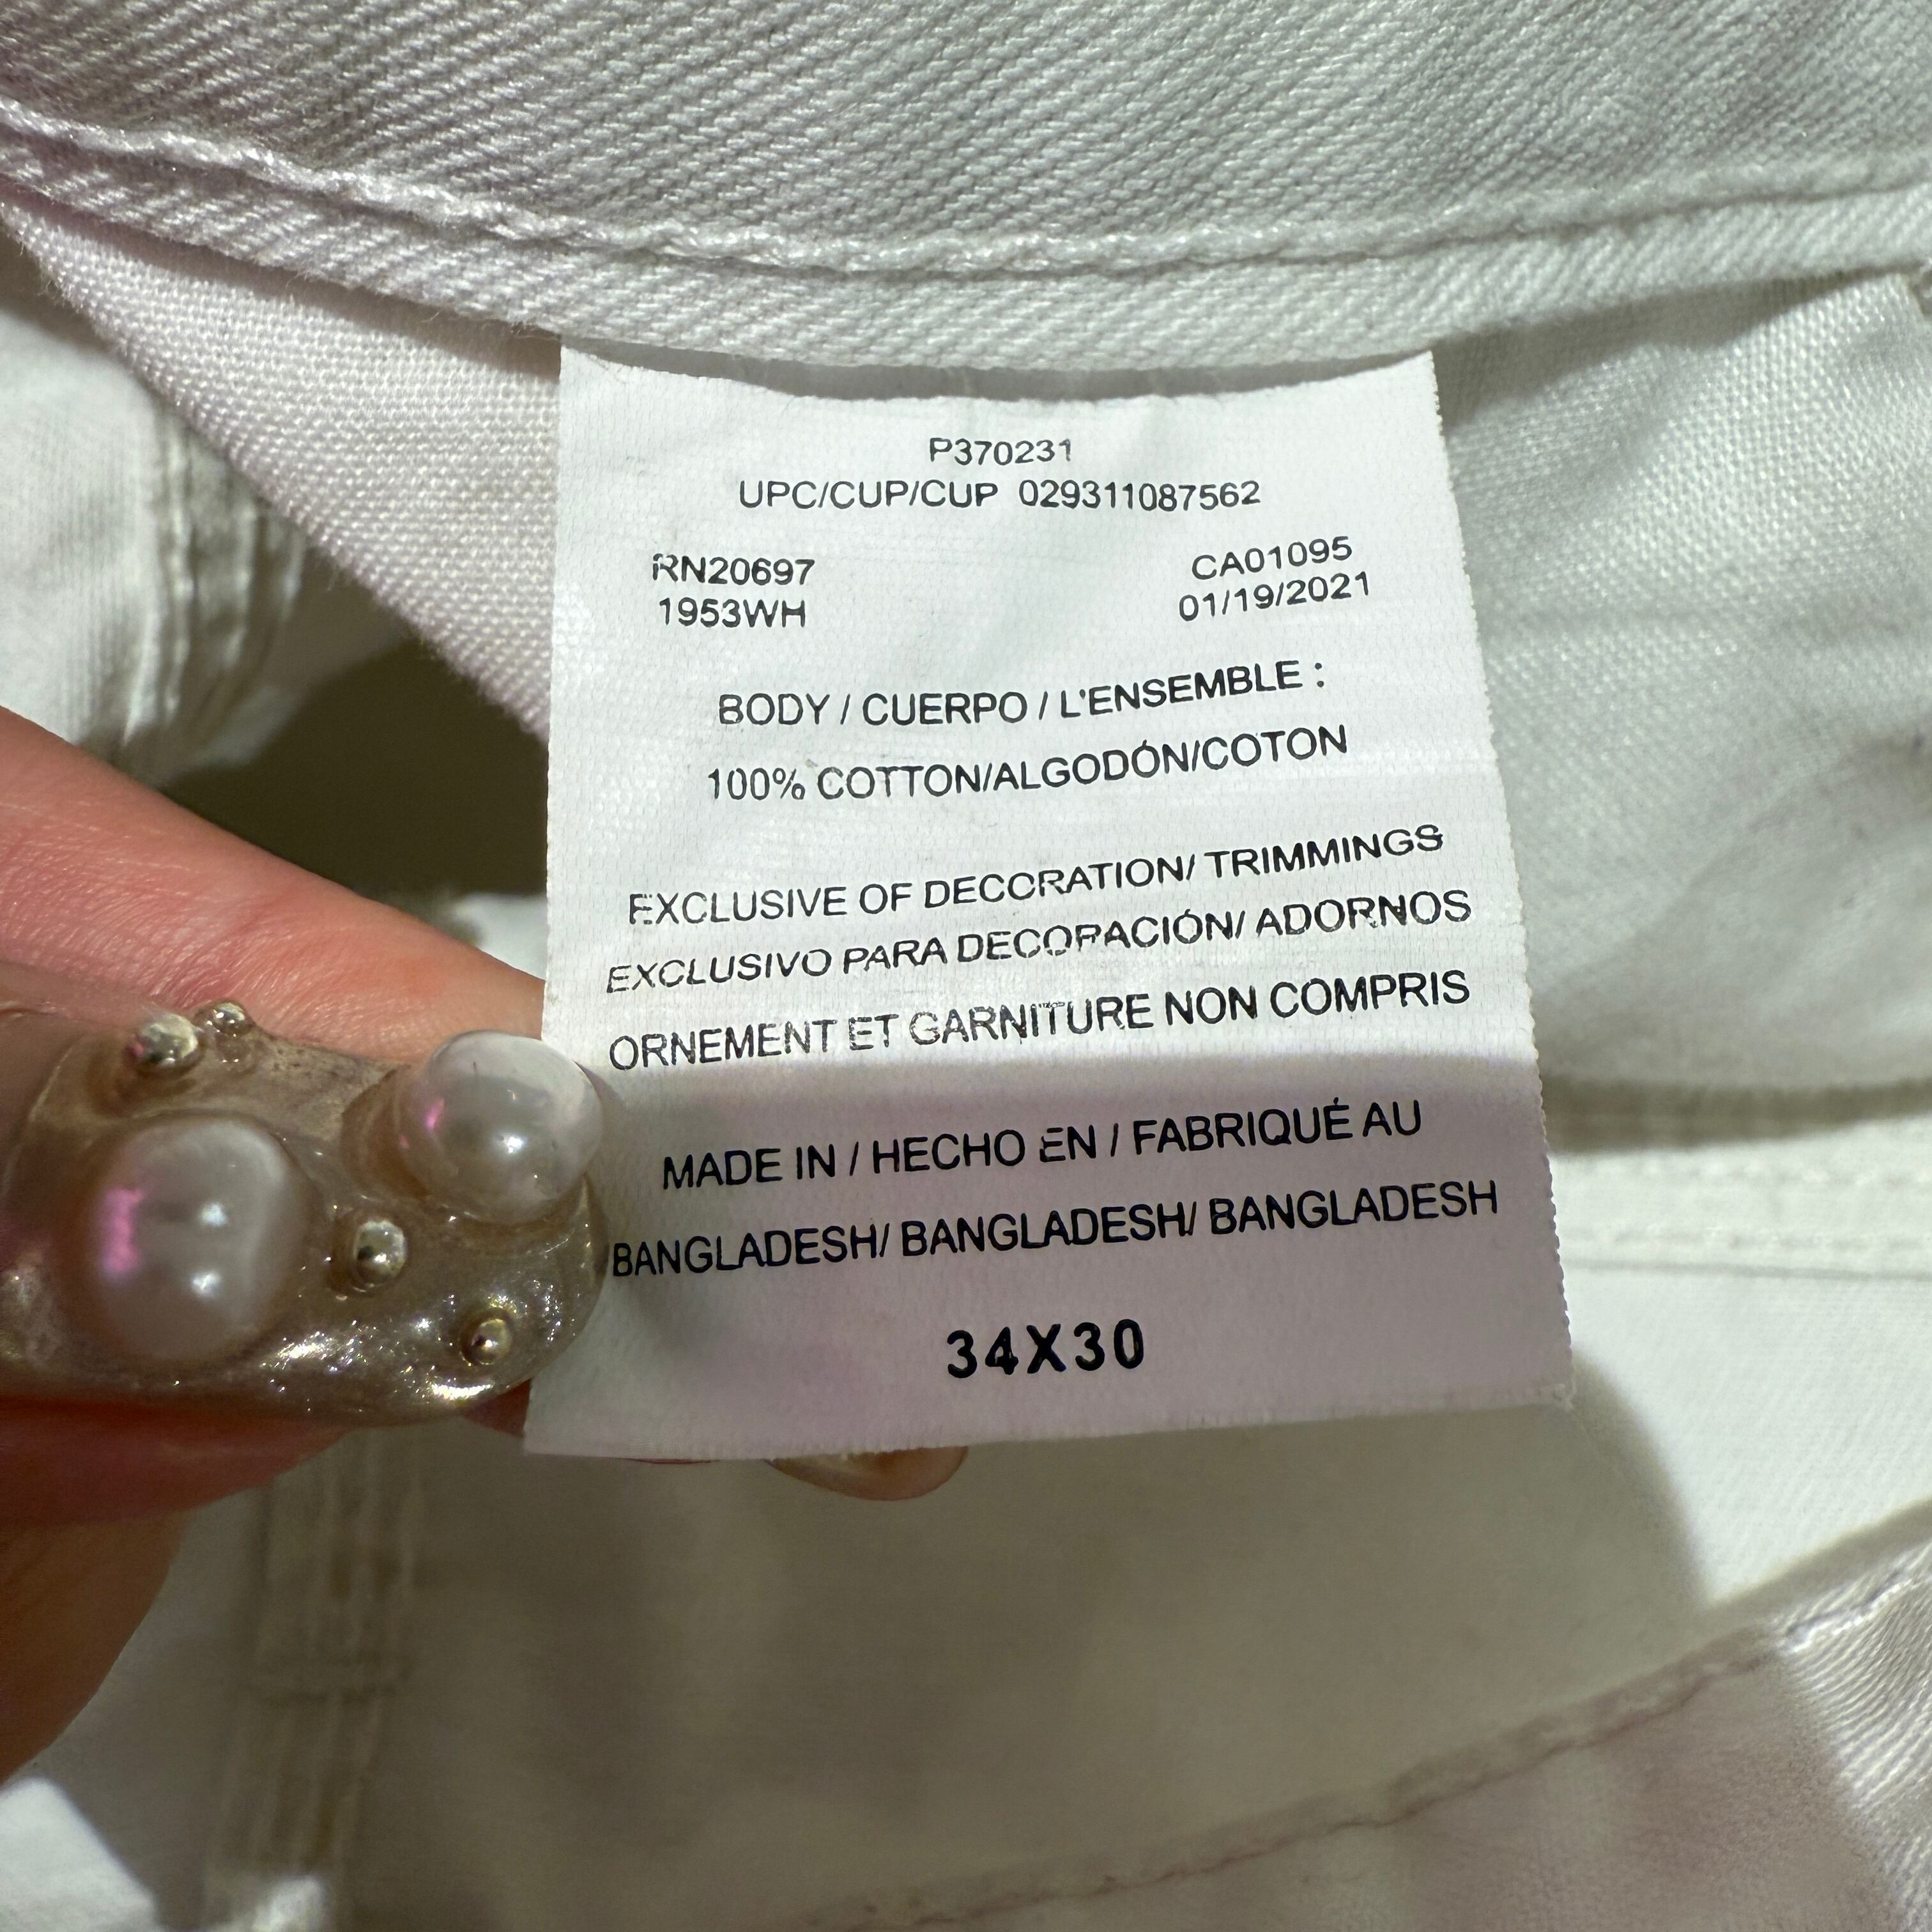 P370231
UPC/CUP/CUP 029311087562
RN20697 CA01095
1953WH 01/19/2021
BODY / CUERPO / L'ENSEMBLE :
100% COTTON/ALGODÓN/COTON
EXCLUSIVE OF DECORATION/ TRIMMINGS
EXCLUSIVO PARA DECORACIÓN/ ADORNOS
ORNEMENT ET GARNITURE NON COMPRIS
MADE IN / HECHO EN / FABRIQUÉ AU
BANGLADESH/ BANGLADESH/ BANGLADESH
34X30